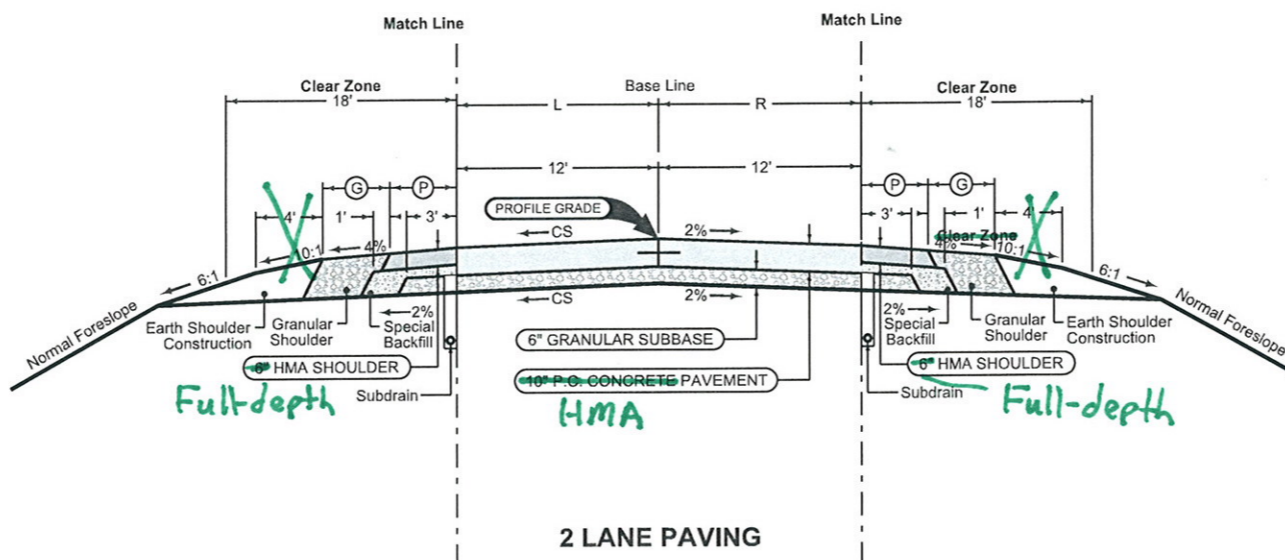 Match Line
Match Line
Clear Zone
18'
Base Line
L
R
Clear Zone
18'
12'
12'
G
P
P
G
4'
1'
3'
3'
1'
4'
PROFILE GRADE
CS
2%
6:1
10:1
4%
4%
Clear Zone
10:1
6:1
CS
2%
2%
2%
Normal Foreslope
Earth Shoulder
Construction
Granular
Shoulder
Special
Backfill
6" GRANULAR SUBBASE
Special
Backfill
Granular
Shoulder
Earth Shoulder
Construction
Normal Foreslope
6" HMA SHOULDER
Full-depth
Subdrain
10" P.C. CONCRETE PAVEMENT
HMA
6" HMA SHOULDER
Subdrain
Full-depth
2 LANE PAVING